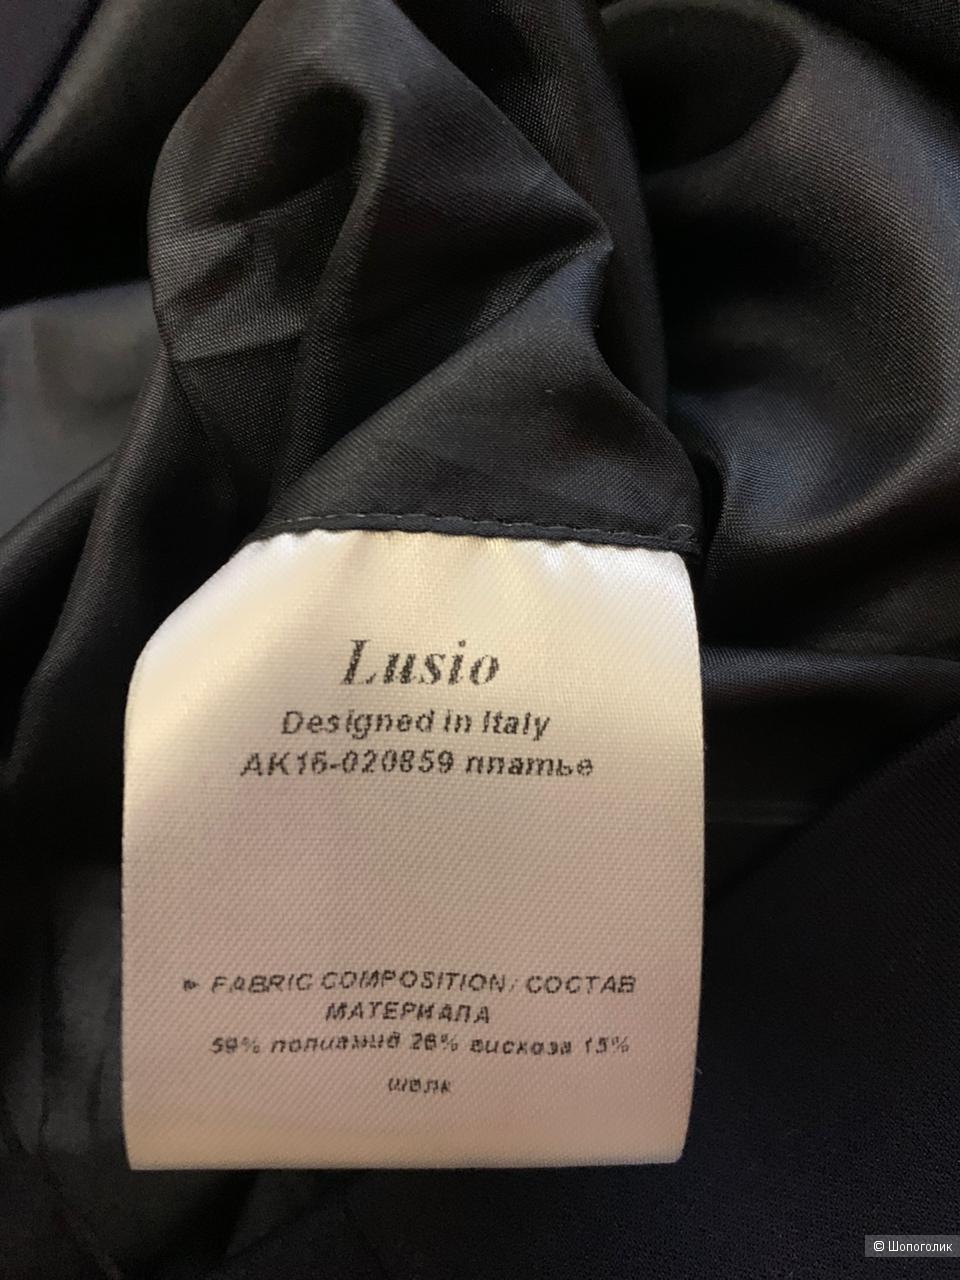 Lusio
Designed in Italy
AK16-020859 платье
► FABRIC COMPOSITION/ СОСТАВ
МАТЕРИАЛА
59% полиамид 26% вискоза 15%
шелк
© Шопоголик